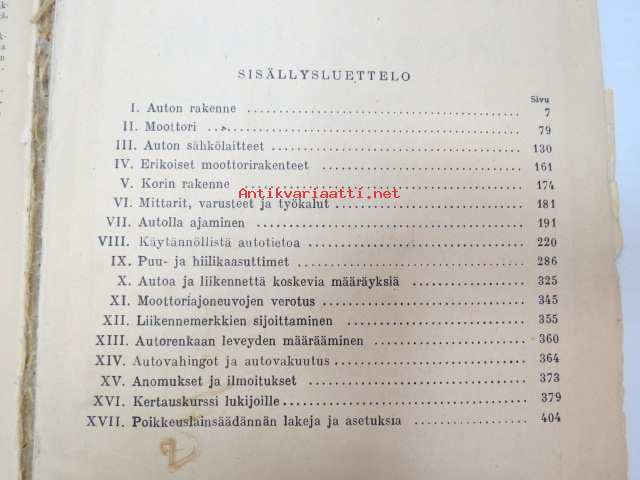 SISÄLLYSLUETTELO
Sivu
I. Auton rakenne 7
II. Moottori 79
III. Auton sähkölaitteet 130
IV. Erikoiset moottorirakenteet 161
V. Korin rakenne 174
Antikvariaatti.net
VI. Mittarit, varusteet ja työkalut 181
VII. Autolla ajaminen 191
VIII. Käytännöllistä autotietoa 220
IX. Puu- ja hiilikaasuttimet 286
X. Autoa ja liikennettä koskevia määräyksiä 325
XI. Moottoriajoneuvojen verotus 345
XII. Liikennemerkkien sijoittaminen 355
XIII. Autorenkaan leveyden määrääminen 360
XIV. Autovahingot ja autovakuutus 364
XV. Anomukset ja ilmoitukset 373
XVI. Kertauskurssi lukijoille 379
XVII. Poikkeuslainsäädännän lakeja ja asetuksia 404